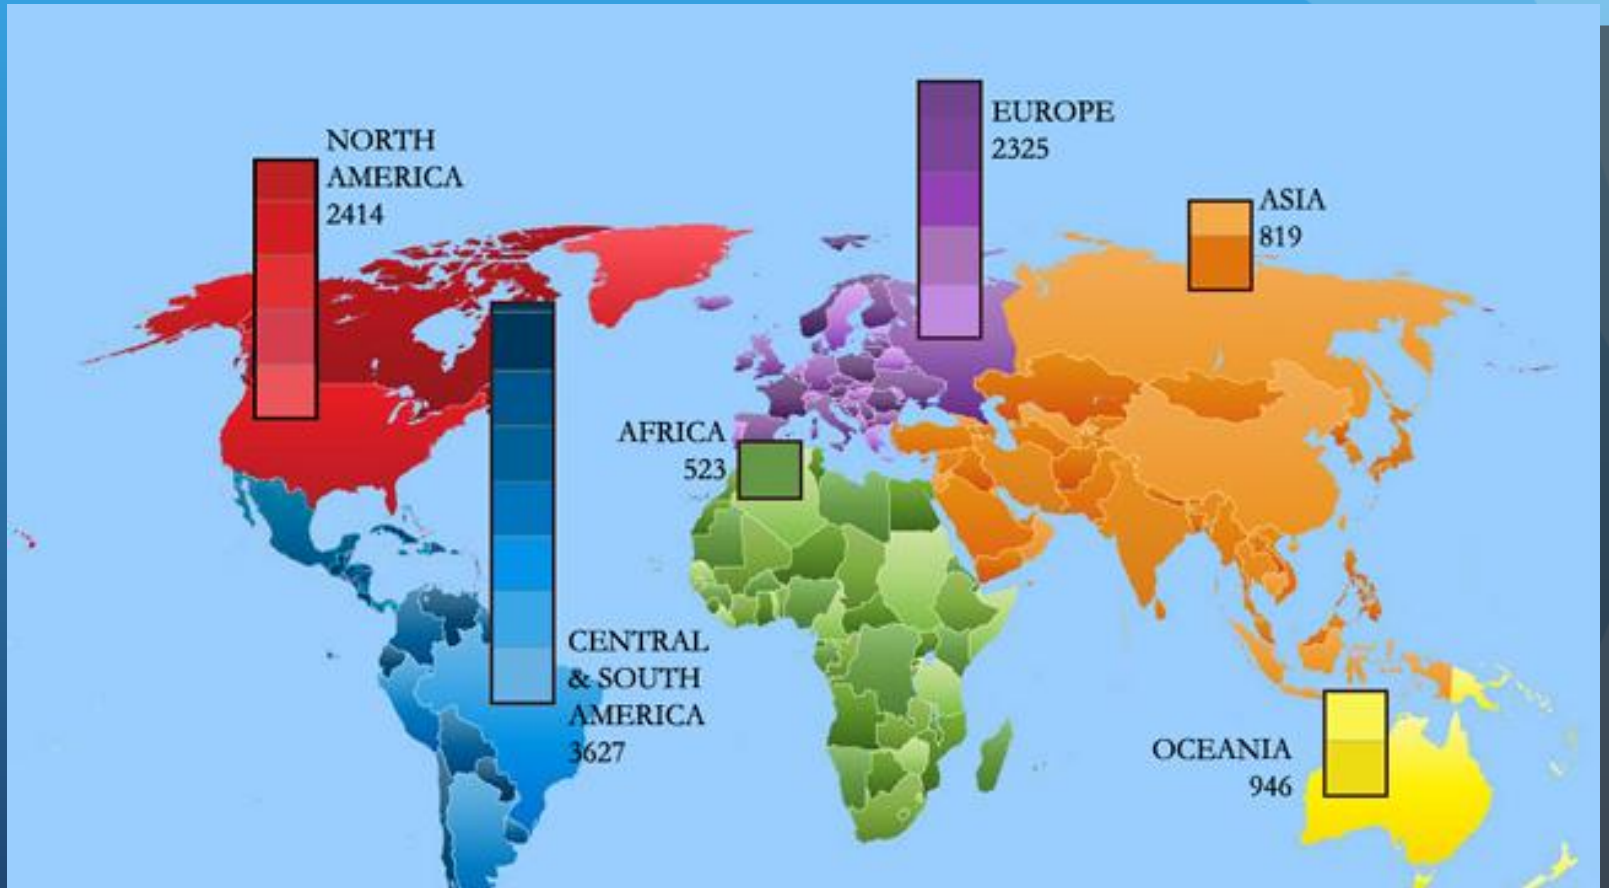 NORTH
AMERICA
2414
EUROPE
2325
ASIA
819
AFRICA
523
CENTRAL
& SOUTH
AMERICA
3627
OCEANIA
946